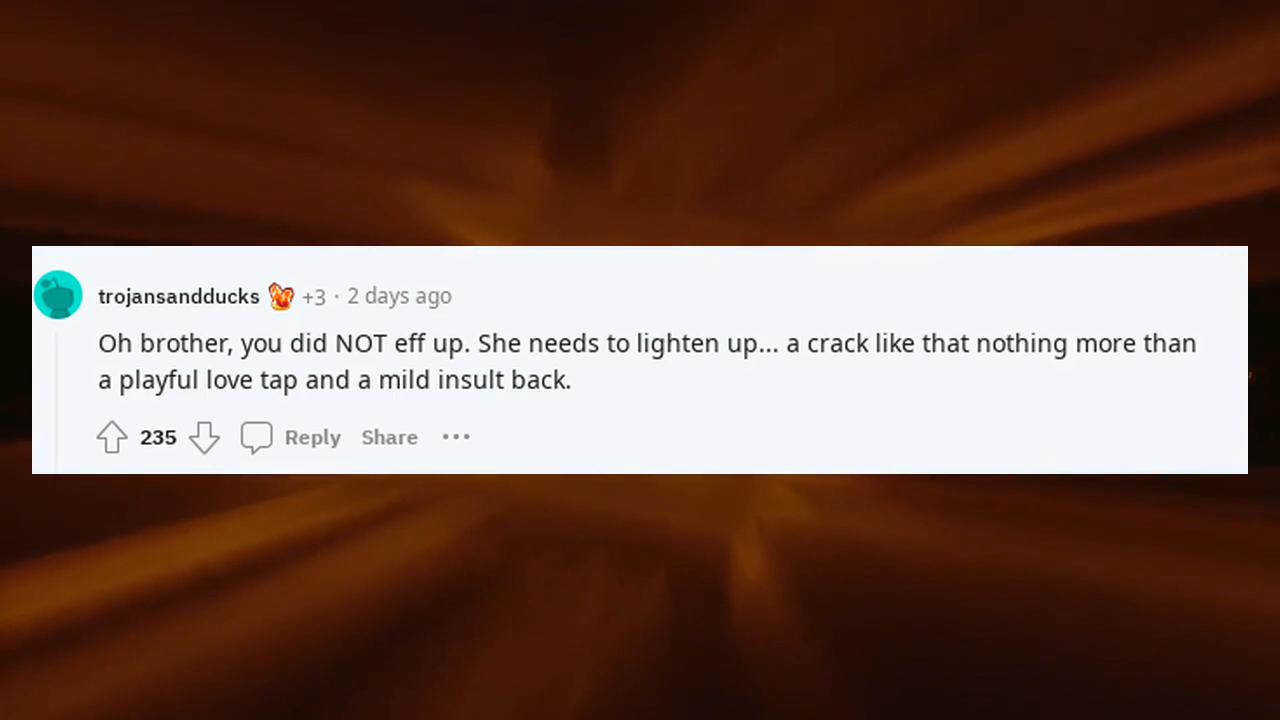 trojansandducks +3 · 2 days ago
Oh brother, you did NOT eff up. She needs to lighten up... a crack like that nothing more than
a playful love tap and a mild insult back.
235 Reply Share ···